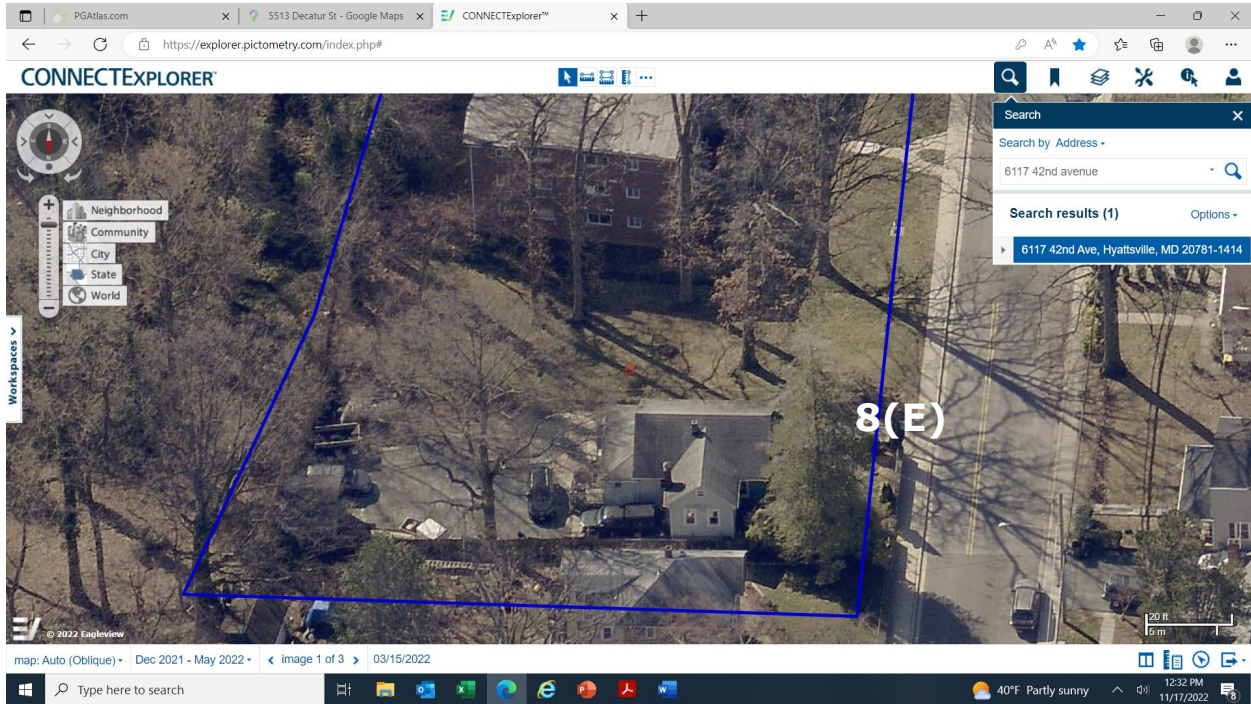 PGAtlas.com
5513 Decatur St - Google Maps
CONNECTExplorer™
https://explorer.pictometry.com/index.php#
CONNECTEXPLORER™
Search
Search by Address
6117 42nd avenue
Search results (1) Options
6117 42nd Ave, Hyattsville, MD 20781-1414
Neighborhood
Community
City
State
World
Workspaces
8(E)
20 ft
5 m
© 2022 Eagleview
map: Auto (Oblique) Dec 2021 - May 2022 image 1 of 3 03/15/2022
Type here to search
40°F Partly sunny
12:32 PM
11/17/2022
8